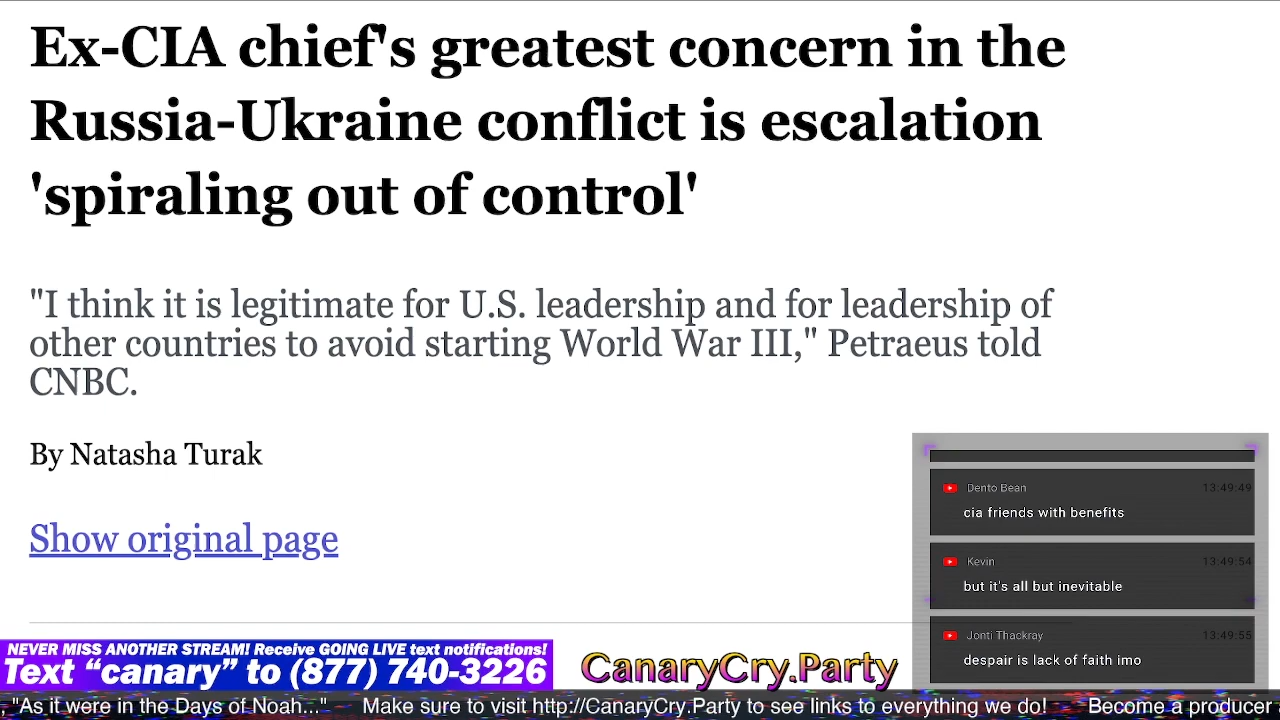 Ex-CIA chief's greatest concern in the
Russia-Ukraine conflict is escalation
'spiraling out of control'
"I think it is legitimate for U.S. leadership and for leadership of
other countries to avoid starting World War III," Petraeus told
CNBC.
By Natasha Turak
Show original page
Dento Bean 13:49:49
cia friends with benefits
Kevin 13:49:54
but it's all but inevitable
Jonti Thackray 13:49:55
despair is lack of faith imo
NEVER MISS ANOTHER STREAM! Receive GOING LIVE text notifications!
Text “canary” to (877) 740-3226
CanaryCry.Party
, "As it were in the Days of Noah..." Make sure to visit http://CanaryCry.Party to see links to everything we do! Become a producer